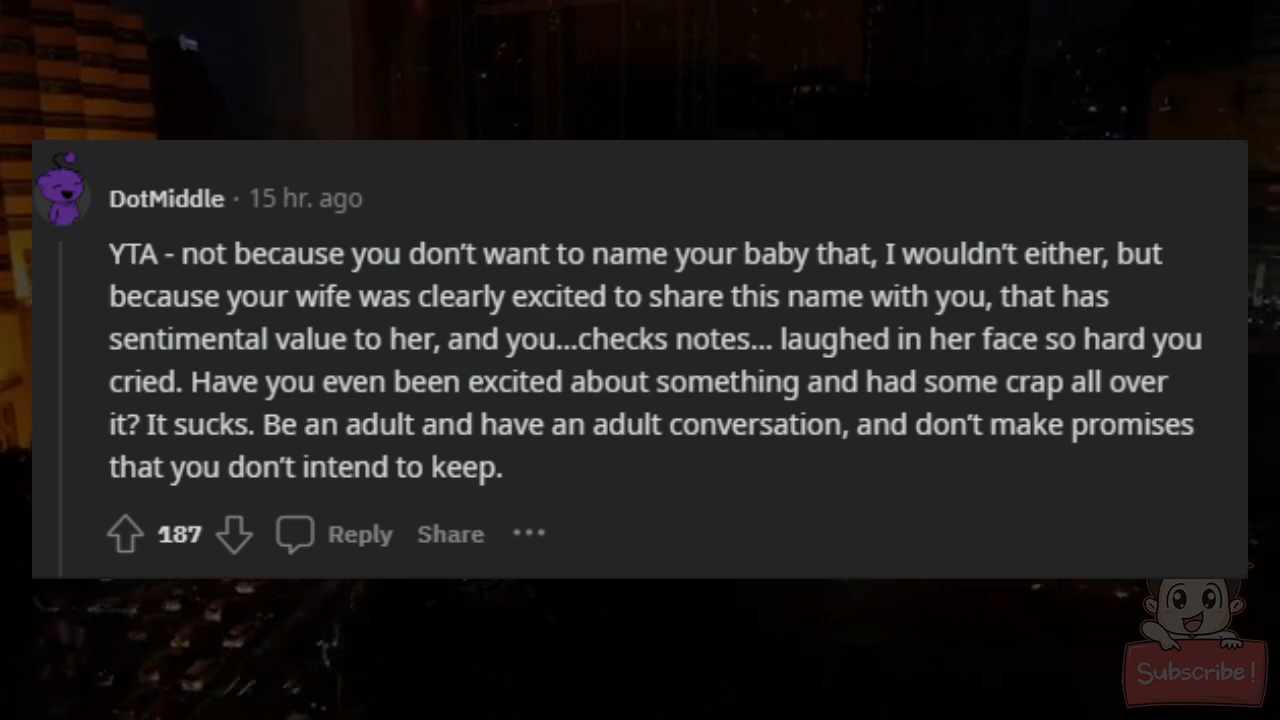 DotMiddle · 15 hr. ago
YTA - not because you don’t want to name your baby that, I wouldn’t either, but
because your wife was clearly excited to share this name with you, that has
sentimental value to her, and you...checks notes... laughed in her face so hard you
cried. Have you even been excited about something and had some crap all over
it? It sucks. Be an adult and have an adult conversation, and don’t make promises
that you don’t intend to keep.
187 Reply Share ···
Subscribe!